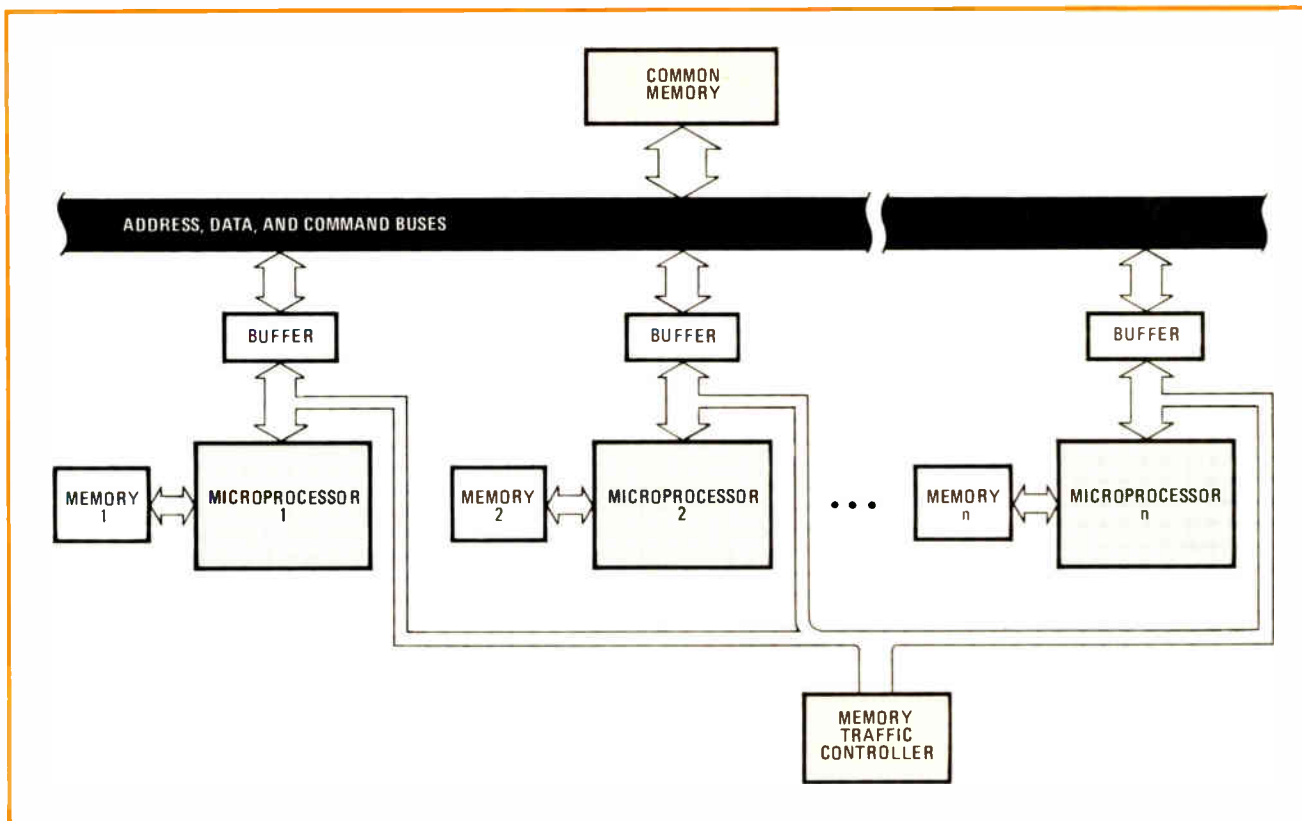 COMMON
MEMORY
ADDRESS, DATA, AND COMMAND BUSES
BUFFER
BUFFER
BUFFER
MEMORY
1
MICROPROCESSOR
1
MEMORY
2
MICROPROCESSOR
2
• • •
MEMORY
n
MICROPROCESSOR
n
MEMORY
TRAFFIC
CONTROLLER